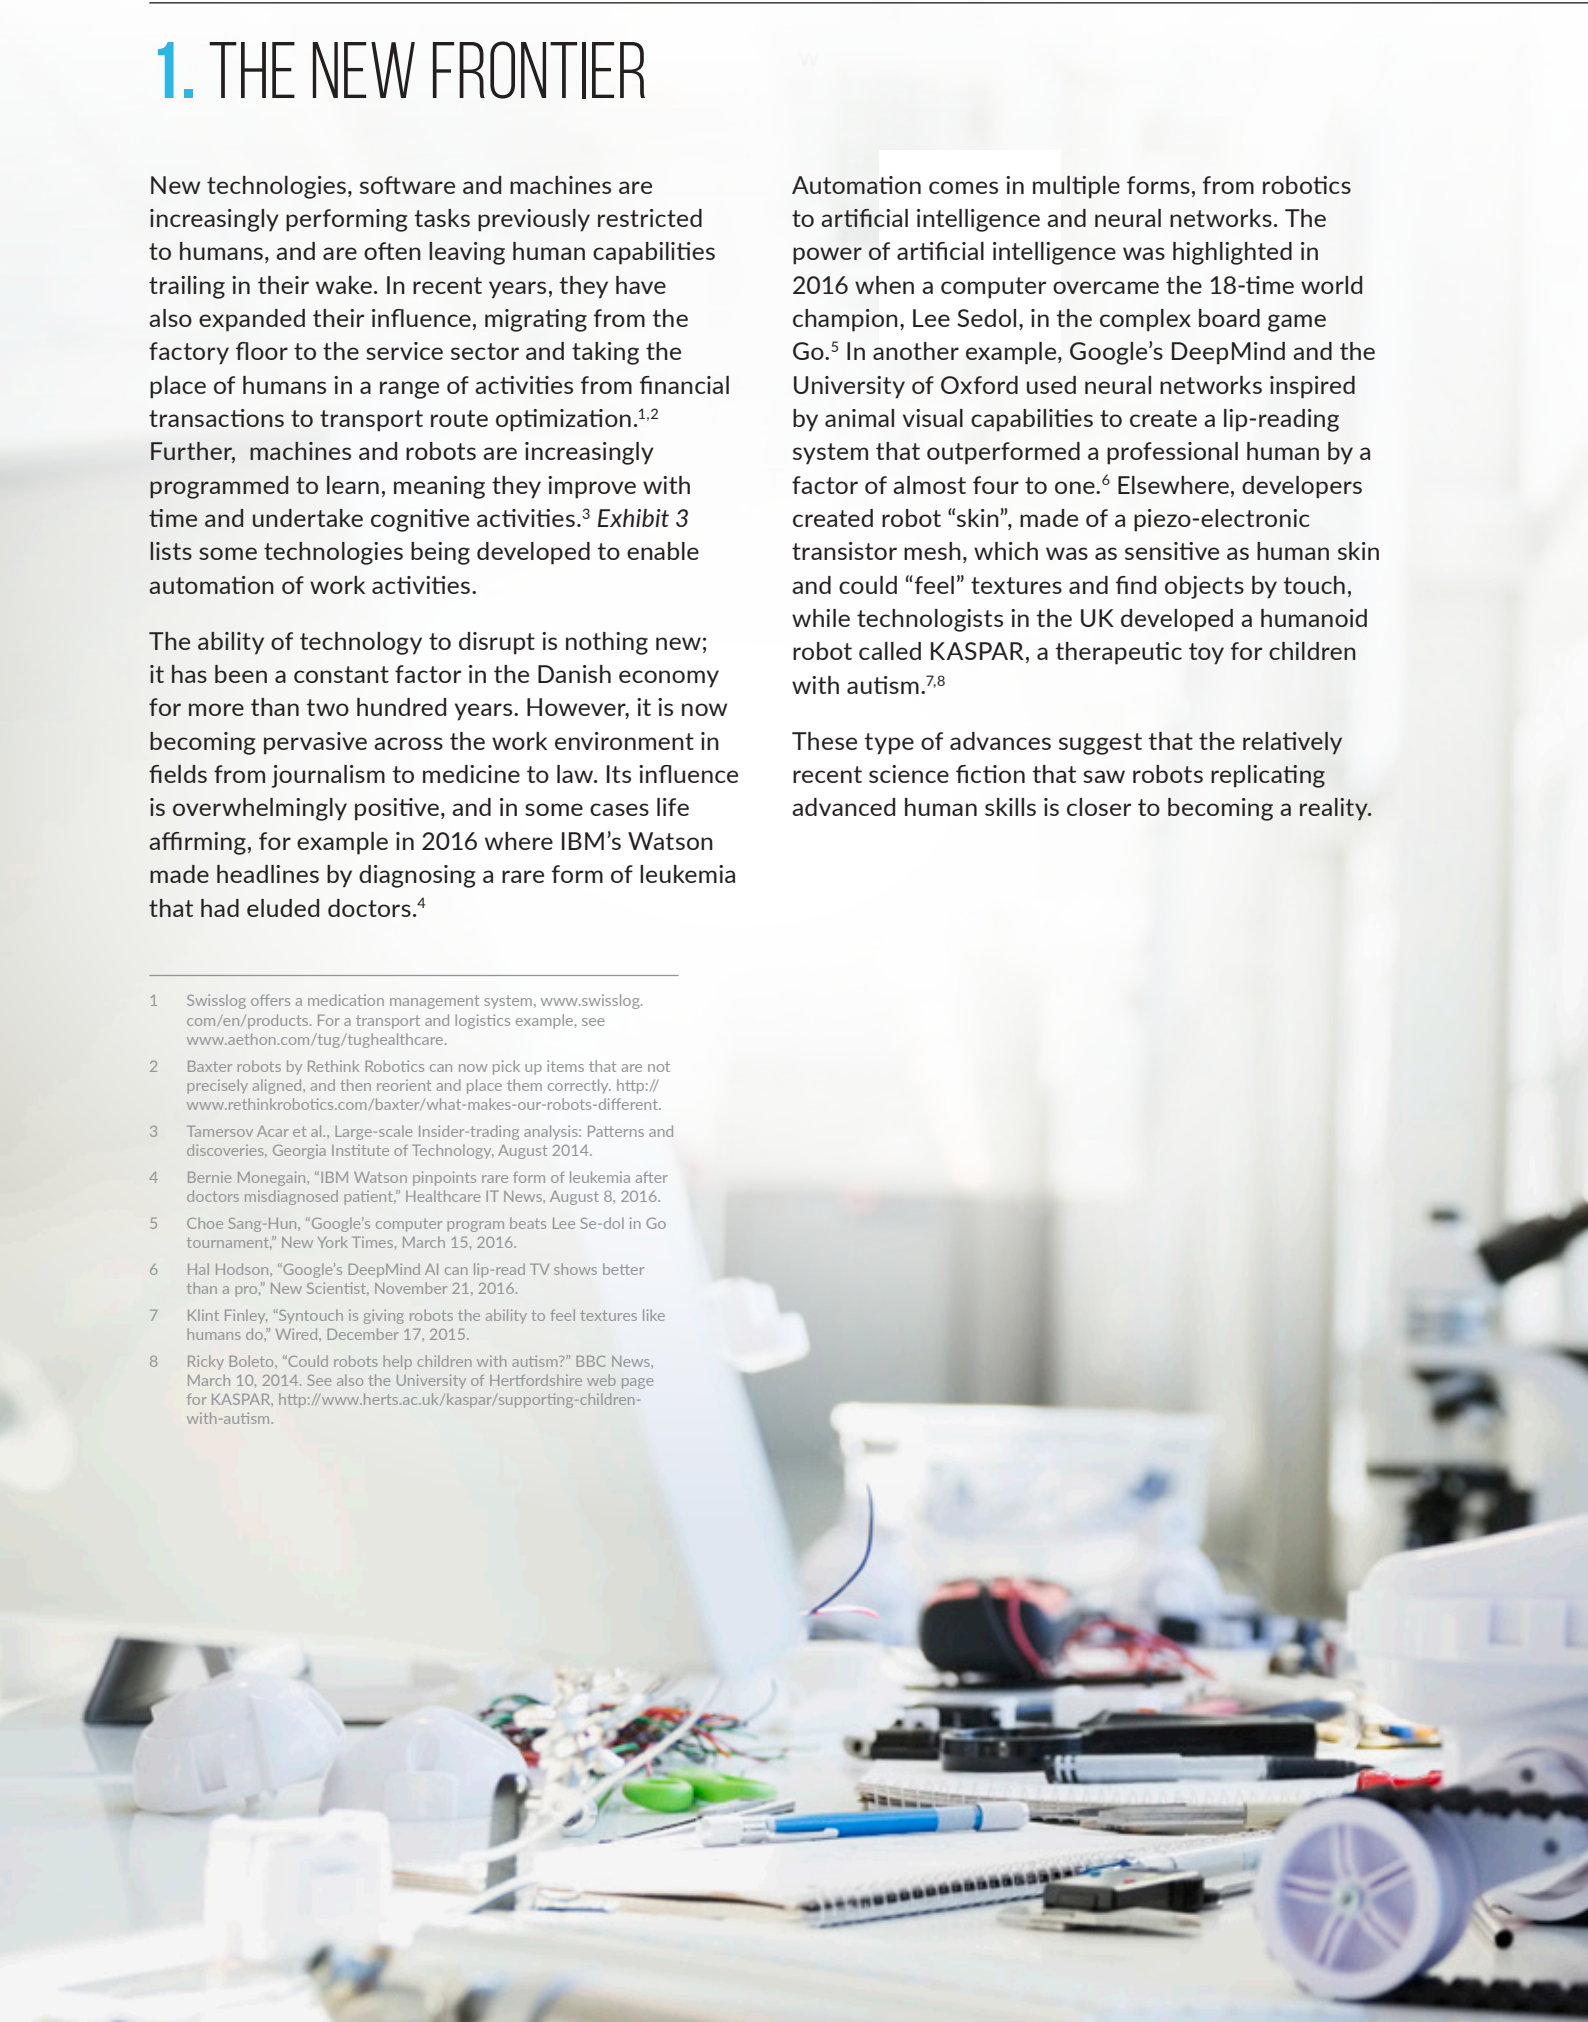 1. THE NEW FRONTIER
New technologies, software and machines are
increasingly performing tasks previously restricted
to humans, and are often leaving human capabilities
trailing in their wake. In recent years, they have
also expanded their influence, migrating from the
factory floor to the service sector and taking the
place of humans in a range of activities from financial
transactions to transport route optimization.1,2
Further,  machines and robots are increasingly
programmed to learn, meaning they improve with
time and undertake cognitive activities.3 Exhibit 3
lists some technologies being developed to enable
automation of work activities.
The ability of technology to disrupt is nothing new;
it has been a constant factor in the Danish economy
for more than two hundred years. However, it is now
becoming pervasive across the work environment in
fields from journalism to medicine to law. Its influence
is overwhelmingly positive, and in some cases life
affirming, for example in 2016 where IBM’s Watson
made headlines by diagnosing a rare form of leukemia
that had eluded doctors.4
Automation comes in multiple forms, from robotics
to artificial intelligence and neural networks. The
power of artificial intelligence was highlighted in
2016 when a computer overcame the 18-time world
champion, Lee Sedol, in the complex board game
Go.5 In another example, Google’s DeepMind and the
University of Oxford used neural networks inspired
by animal visual capabilities to create a lip-reading
system that outperformed a professional human by a
factor of almost four to one.6 Elsewhere, developers
created robot “skin”, made of a piezo-electronic
transistor mesh, which was as sensitive as human skin
and could “feel” textures and find objects by touch,
while technologists in the UK developed a humanoid
robot called KASPAR, a therapeutic toy for children
with autism.7,8
These type of advances suggest that the relatively
recent science fiction that saw robots replicating
advanced human skills is closer to becoming a reality.
1 Swisslog offers a medication management system, www.swisslog.
com/en/products. For a transport and logistics example, see
www.aethon.com/tug/tughealthcare.
2 Baxter robots by Rethink Robotics can now pick up items that are not
precisely aligned, and then reorient and place them correctly. http://
www.rethinkrobotics.com/baxter/what-makes-our-robots-different.
3 Tamersov Acar et al., Large-scale Insider-trading analysis: Patterns and
discoveries, Georgia Institute of Technology, August 2014.
4 Bernie Monegain, “IBM Watson pinpoints rare form of leukemia after
doctors misdiagnosed patient,” Healthcare IT News, August 8, 2016.
5 Choe Sang-Hun, “Google’s computer program beats Lee Se-dol in Go
tournament,” New York Times, March 15, 2016.
6 Hal Hodson, “Google’s DeepMind AI can lip-read TV shows better
than a pro,” New Scientist, November 21, 2016.
7 Klint Finley, “Syntouch is giving robots the ability to feel textures like
humans do,” Wired, December 17, 2015.
8 Ricky Boleto, “Could robots help children with autism?” BBC News,
March 10, 2014. See also the University of Hertfordshire web page
for KASPAR, http://www.herts.ac.uk/kaspar/supporting-children-
with-autism.